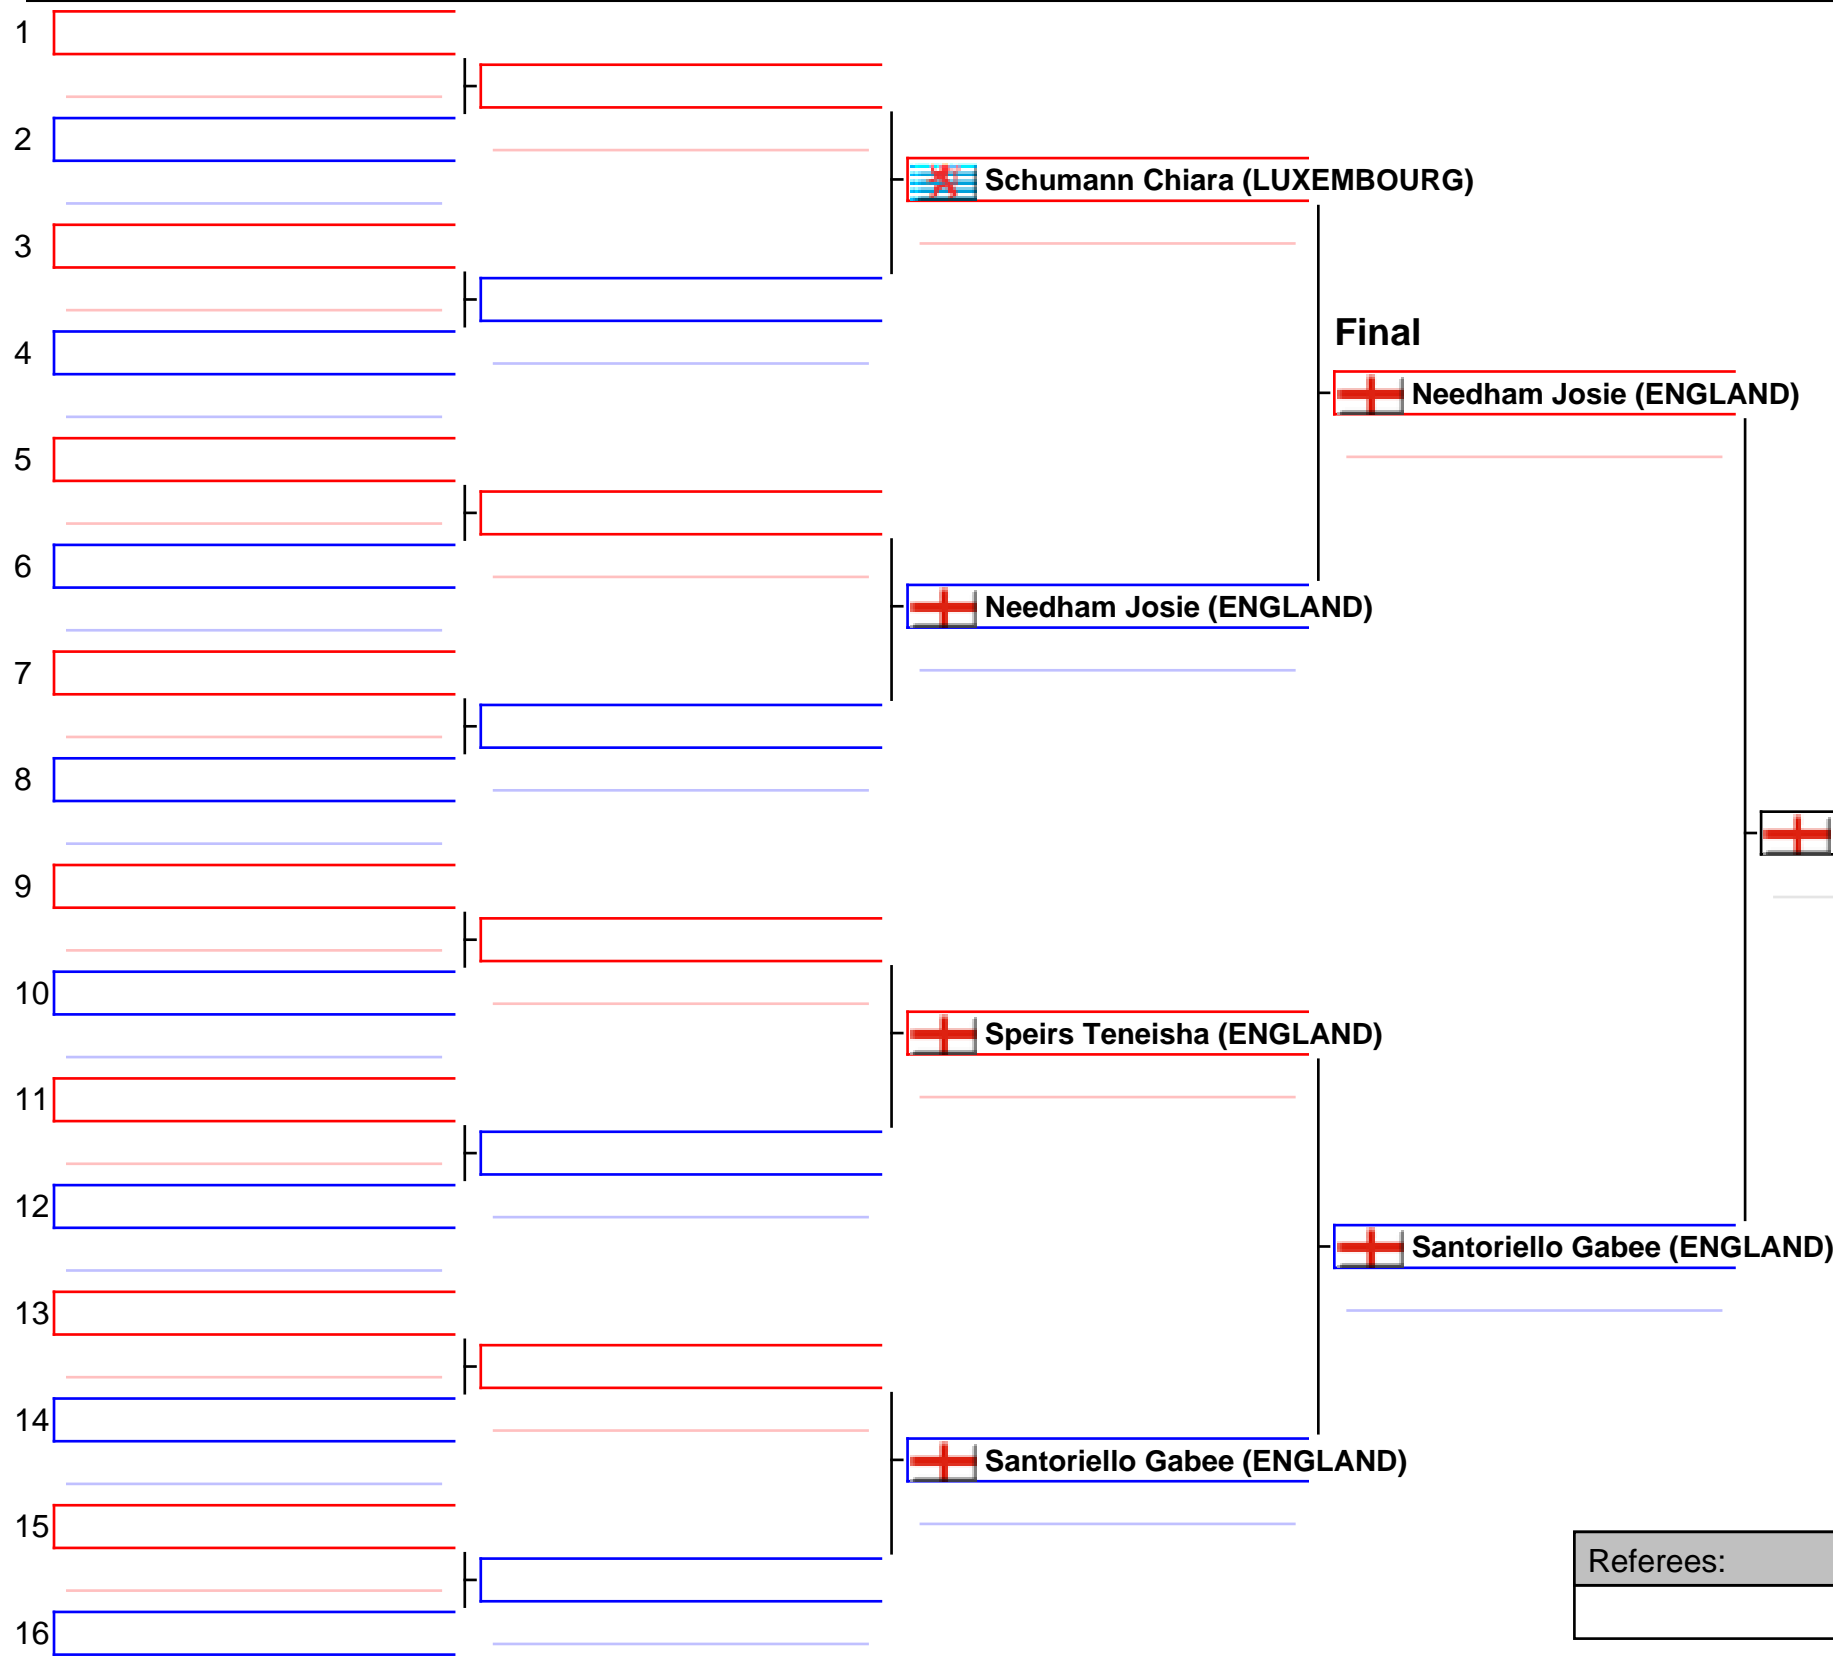 1
2
Schumann Chiara (LUXEMBOURG)
3
Final
4
Needham Josie (ENGLAND)
5
6
Needham Josie (ENGLAND)
7
8
9
10
Speirs Teneisha (ENGLAND)
11
12
Santoriello Gabee (ENGLAND)
13
14
Santoriello Gabee (ENGLAND)
15
Referees:
16